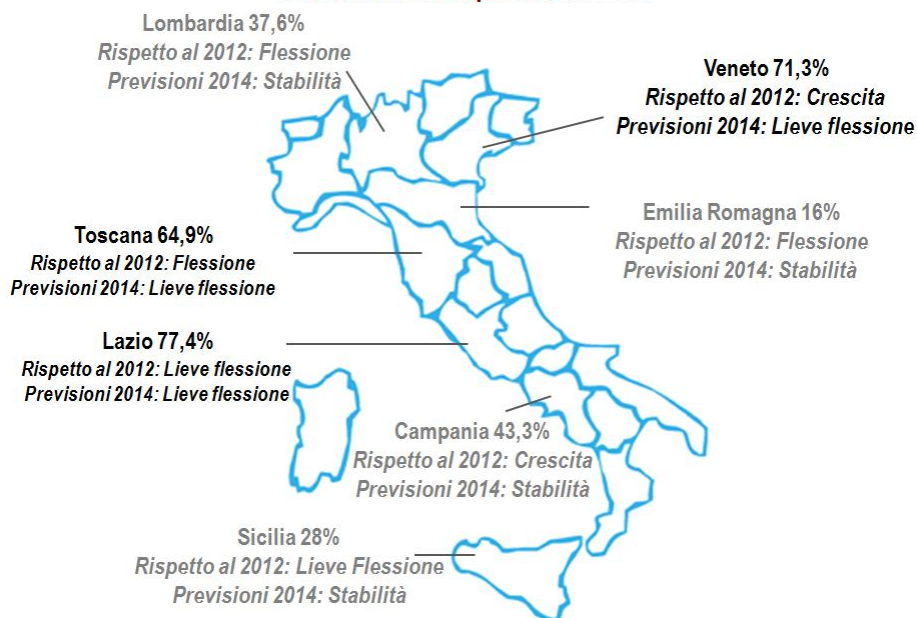 Lombardia 37,6%
Rispetto al 2012: Flessione
Previsioni 2014: Stabilità
Veneto 71,3%
Rispetto al 2012: Crescita
Previsioni 2014: Lieve flessione
Emilia Romagna 16%
Rispetto al 2012: Flessione
Previsioni 2014: Stabilità
Toscana 64,9%
Rispetto al 2012: Flessione
Previsioni 2014: Lieve flessione
Lazio 77,4%
Rispetto al 2012: Lieve flessione
Previsioni 2014: Lieve flessione
Campania 43,3%
Rispetto al 2012: Crescita
Previsioni 2014: Stabilità
Sicilia 28%
Rispetto al 2012: Lieve Flessione
Previsioni 2014: Stabilità